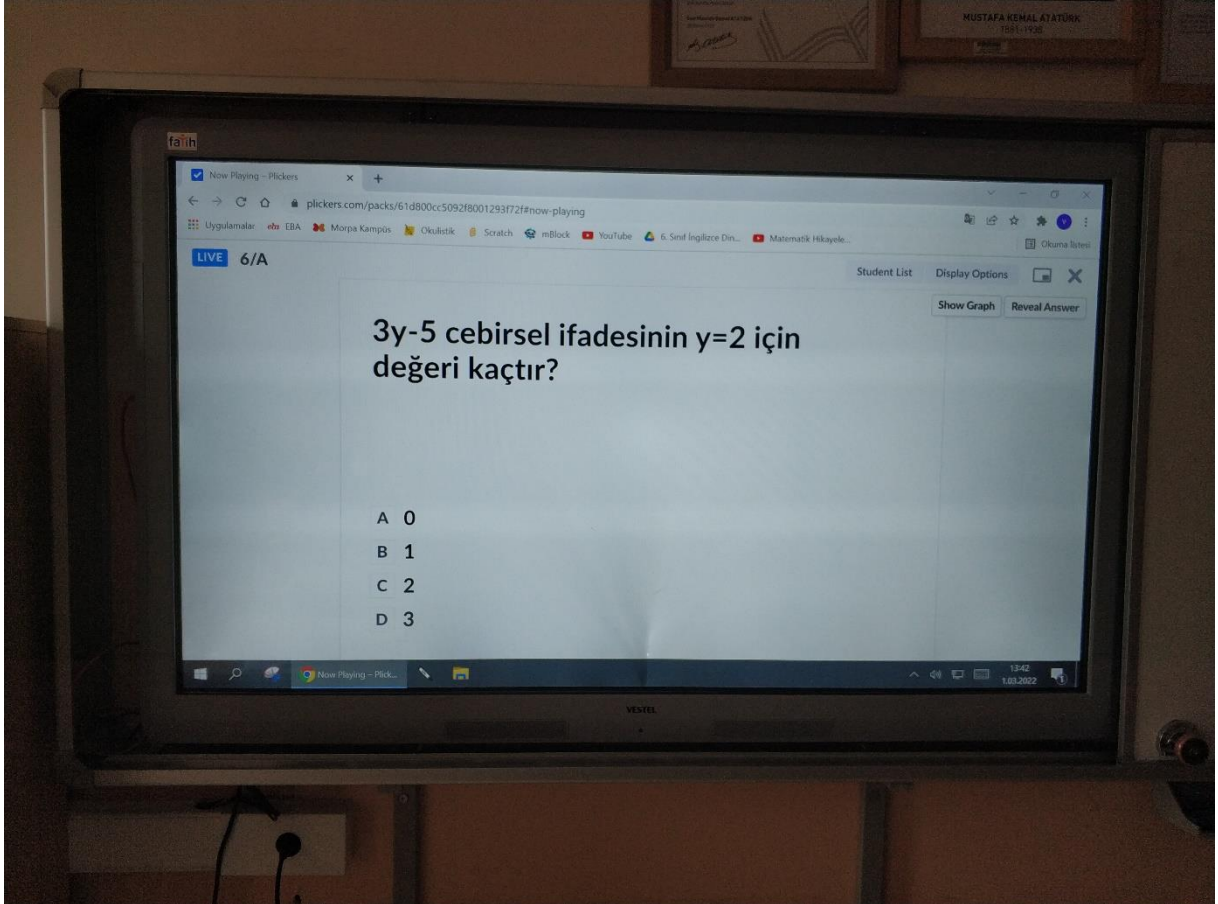 MUSTAFA KEMAL ATATÜRK
1881-1938
fatih
Now Playing – Plickers
plickers.com/packs/61d800cc5092f8001293f72f#now-playing
Uygulamalar eba EBA Morpa Kampüs Okulistik Scratch mBlock YouTube 6. Sınıf İngilizce Din... Matematik Hikayele...
Okuma listesi
LIVE 6/A
Student List Display Options
Show Graph Reveal Answer
3y-5 cebirsel ifadesinin y=2 için
değeri kaçtır?
A 0
B 1
C 2
D 3
Now Playing – Plick...
13:42
1.03.2022
VESTEL